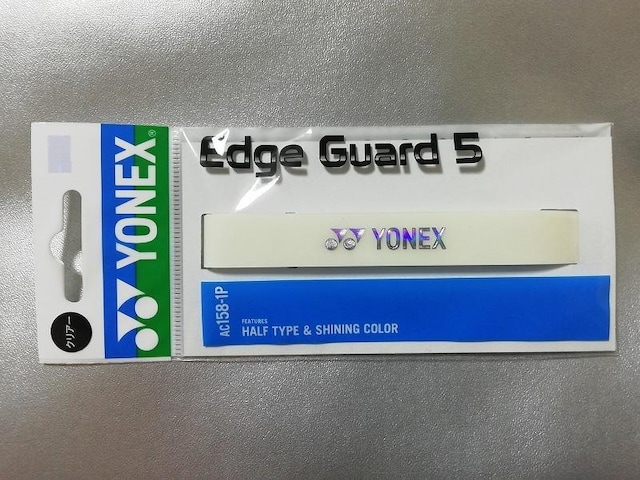 Edge Guard 5
YONEX®
YONEX
AC158-1P
FEATURES
HALF TYPE & SHINING COLOR
クリアー